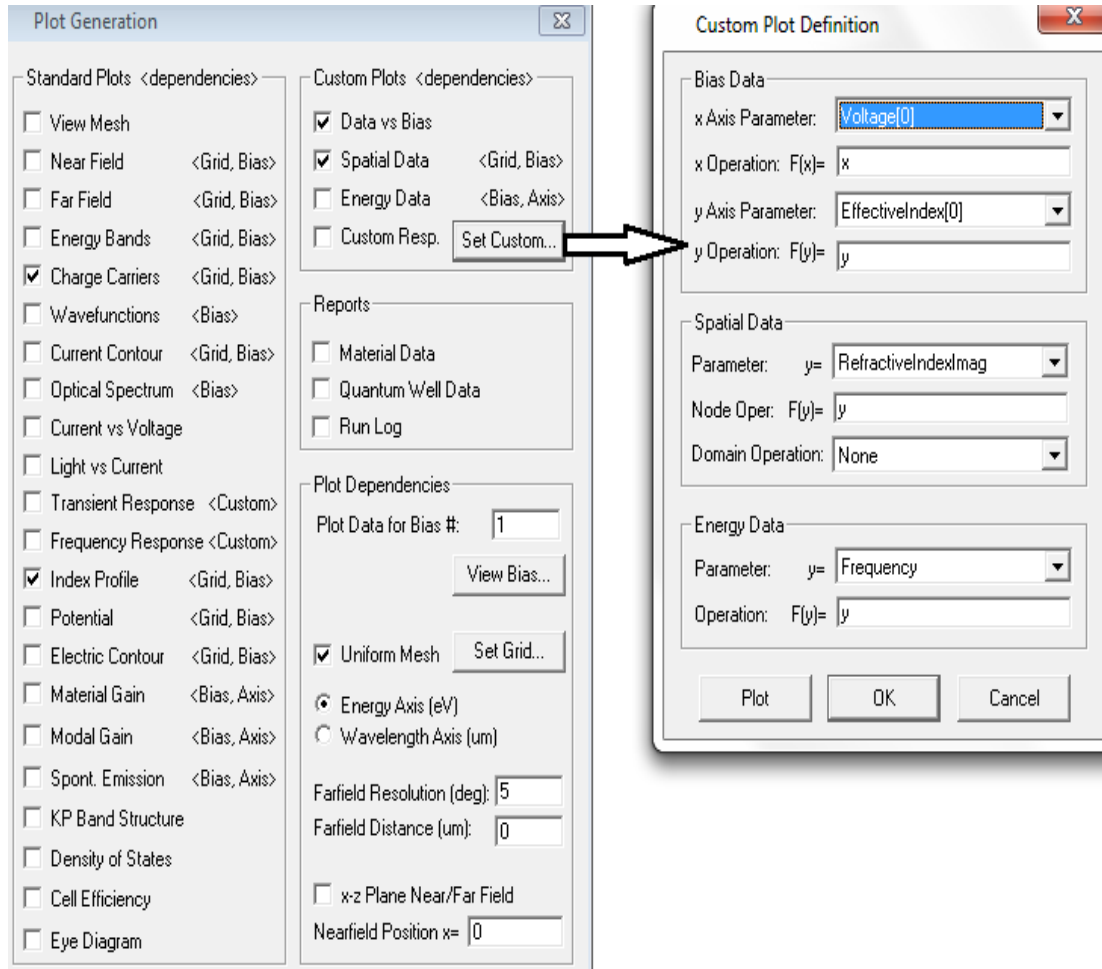 Plot Generation
Standard Plots <dependencies>
View Mesh
Near Field <Grid, Bias>
Far Field <Grid, Bias>
Energy Bands <Grid, Bias>
Charge Carriers <Grid, Bias>
Wavefunctions <Bias>
Current Contour <Grid, Bias>
Optical Spectrum <Bias>
Current vs Voltage
Light vs Current
Transient Response <Custom>
Frequency Response <Custom>
Index Profile <Grid, Bias>
Potential <Grid, Bias>
Electric Contour <Grid, Bias>
Material Gain <Bias, Axis>
Modal Gain <Bias, Axis>
Spont. Emission <Bias, Axis>
KP Band Structure
Density of States
Cell Efficiency
Eye Diagram
Custom Plots <dependencies>
Data vs Bias
Spatial Data <Grid, Bias>
Energy Data <Bias, Axis>
Custom Resp. Set Custom...
Reports
Material Data
Quantum Well Data
Run Log
Plot Dependencies
Plot Data for Bias #: 1
View Bias...
Uniform Mesh Set Grid...
Energy Axis (eV)
Wavelength Axis (um)
Farfield Resolution (deg): 5
Farfield Distance (um): 0
x-z Plane Near/Far Field
Nearfield Position x= 0
Custom Plot Definition
Bias Data
x Axis Parameter: Voltage[0]
x Operation: F(x)= x
y Axis Parameter: EffectiveIndex[0]
y Operation: F(y)= y
Spatial Data
Parameter: y= RefractiveIndexImag
Node Oper: F(y)= y
Domain Operation: None
Energy Data
Parameter: y= Frequency
Operation: F(y)= y
Plot OK Cancel